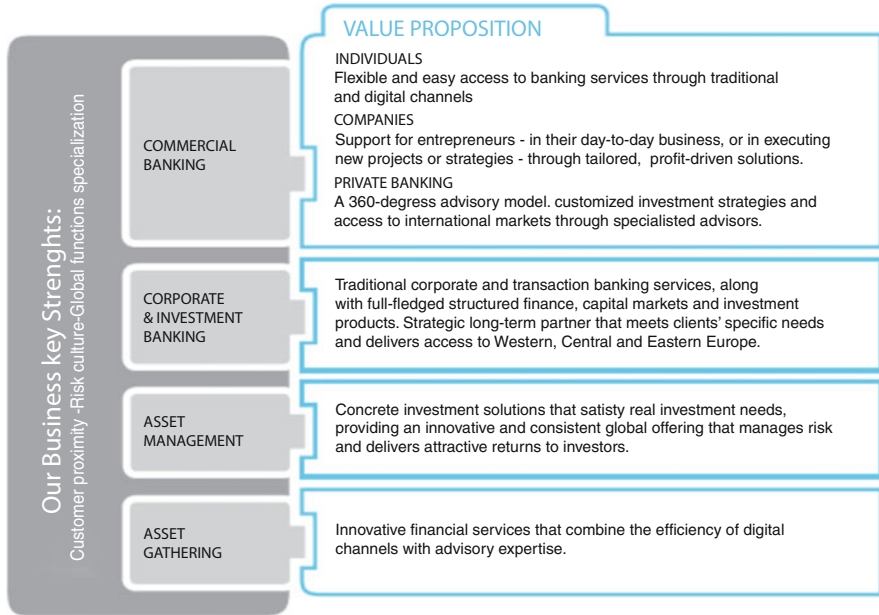 Our Business key Strenghts:
Customer proximity -Risk culture-Global functions specialization
VALUE PROPOSITION
COMMERCIAL
BANKING
INDIVIDUALS
Flexible and easy access to banking services through traditional
and digital channels
COMPANIES
Support for entrepreneurs - in their day-to-day business, or in executing
new projects or strategies - through tailored, profit-driven solutions.
PRIVATE BANKING
A 360-degress advisory model. customized investment strategies and
access to international markets through specialisted advisors.
CORPORATE
& INVESTMENT
BANKING
Traditional corporate and transaction banking services, along
with full-fledged structured finance, capital markets and investment
products. Strategic long-term partner that meets clients’ specific needs
and delivers access to Western, Central and Eastern Europe.
ASSET
MANAGEMENT
Concrete investment solutions that satisty real investment needs,
providing an innovative and consistent global offering that manages risk
and delivers attractive returns to investors.
ASSET
GATHERING
Innovative financial services that combine the efficiency of digital
channels with advisory expertise.